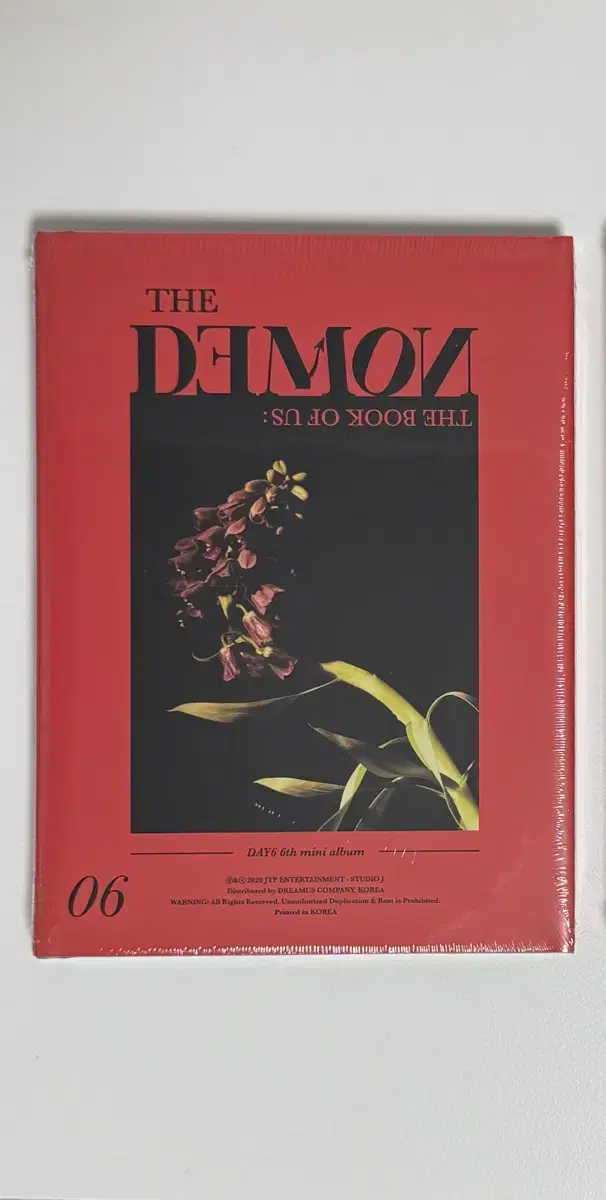 THE
DEMON
THE BOOK OF US:
DAY6 6th mini album
℗&ⓒ 2020 JYP ENTERTAINMENT · STUDIO J
Distributed by DREAMUS COMPANY, KOREA
WARNING: All Rights Reserved. Unauthorized Duplication & Rent is Prohibited.
Printed in KOREA
06